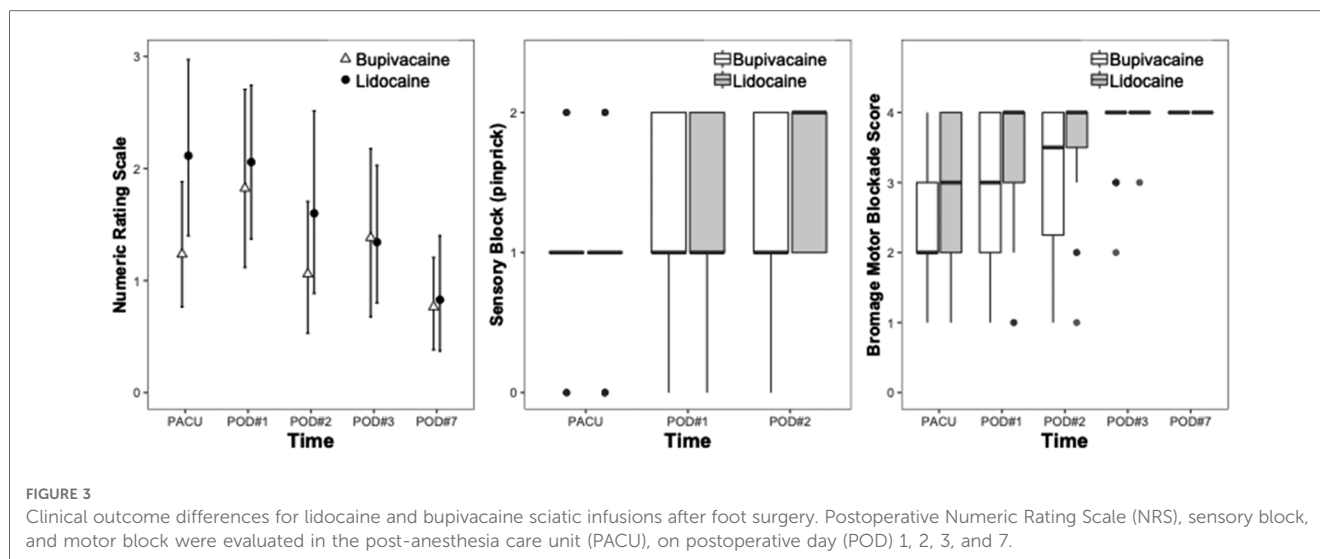 Numeric Rating Scale
3
2
1
0
Bupivacaine
Lidocaine
PACU POD#1 POD#2 POD#3 POD#7
Time
Sensory Block (pinprick)
2
1
0
Bupivacaine
Lidocaine
PACU POD#1 POD#2
Time
Bromage Motor Blockade Score
4
3
2
1
0
Bupivacaine
Lidocaine
PACU POD#1 POD#2 POD#3 POD#7
Time
FIGURE 3
Clinical outcome differences for lidocaine and bupivacaine sciatic infusions after foot surgery. Postoperative Numeric Rating Scale (NRS), sensory block,
and motor block were evaluated in the post-anesthesia care unit (PACU), on postoperative day (POD) 1, 2, 3, and 7.